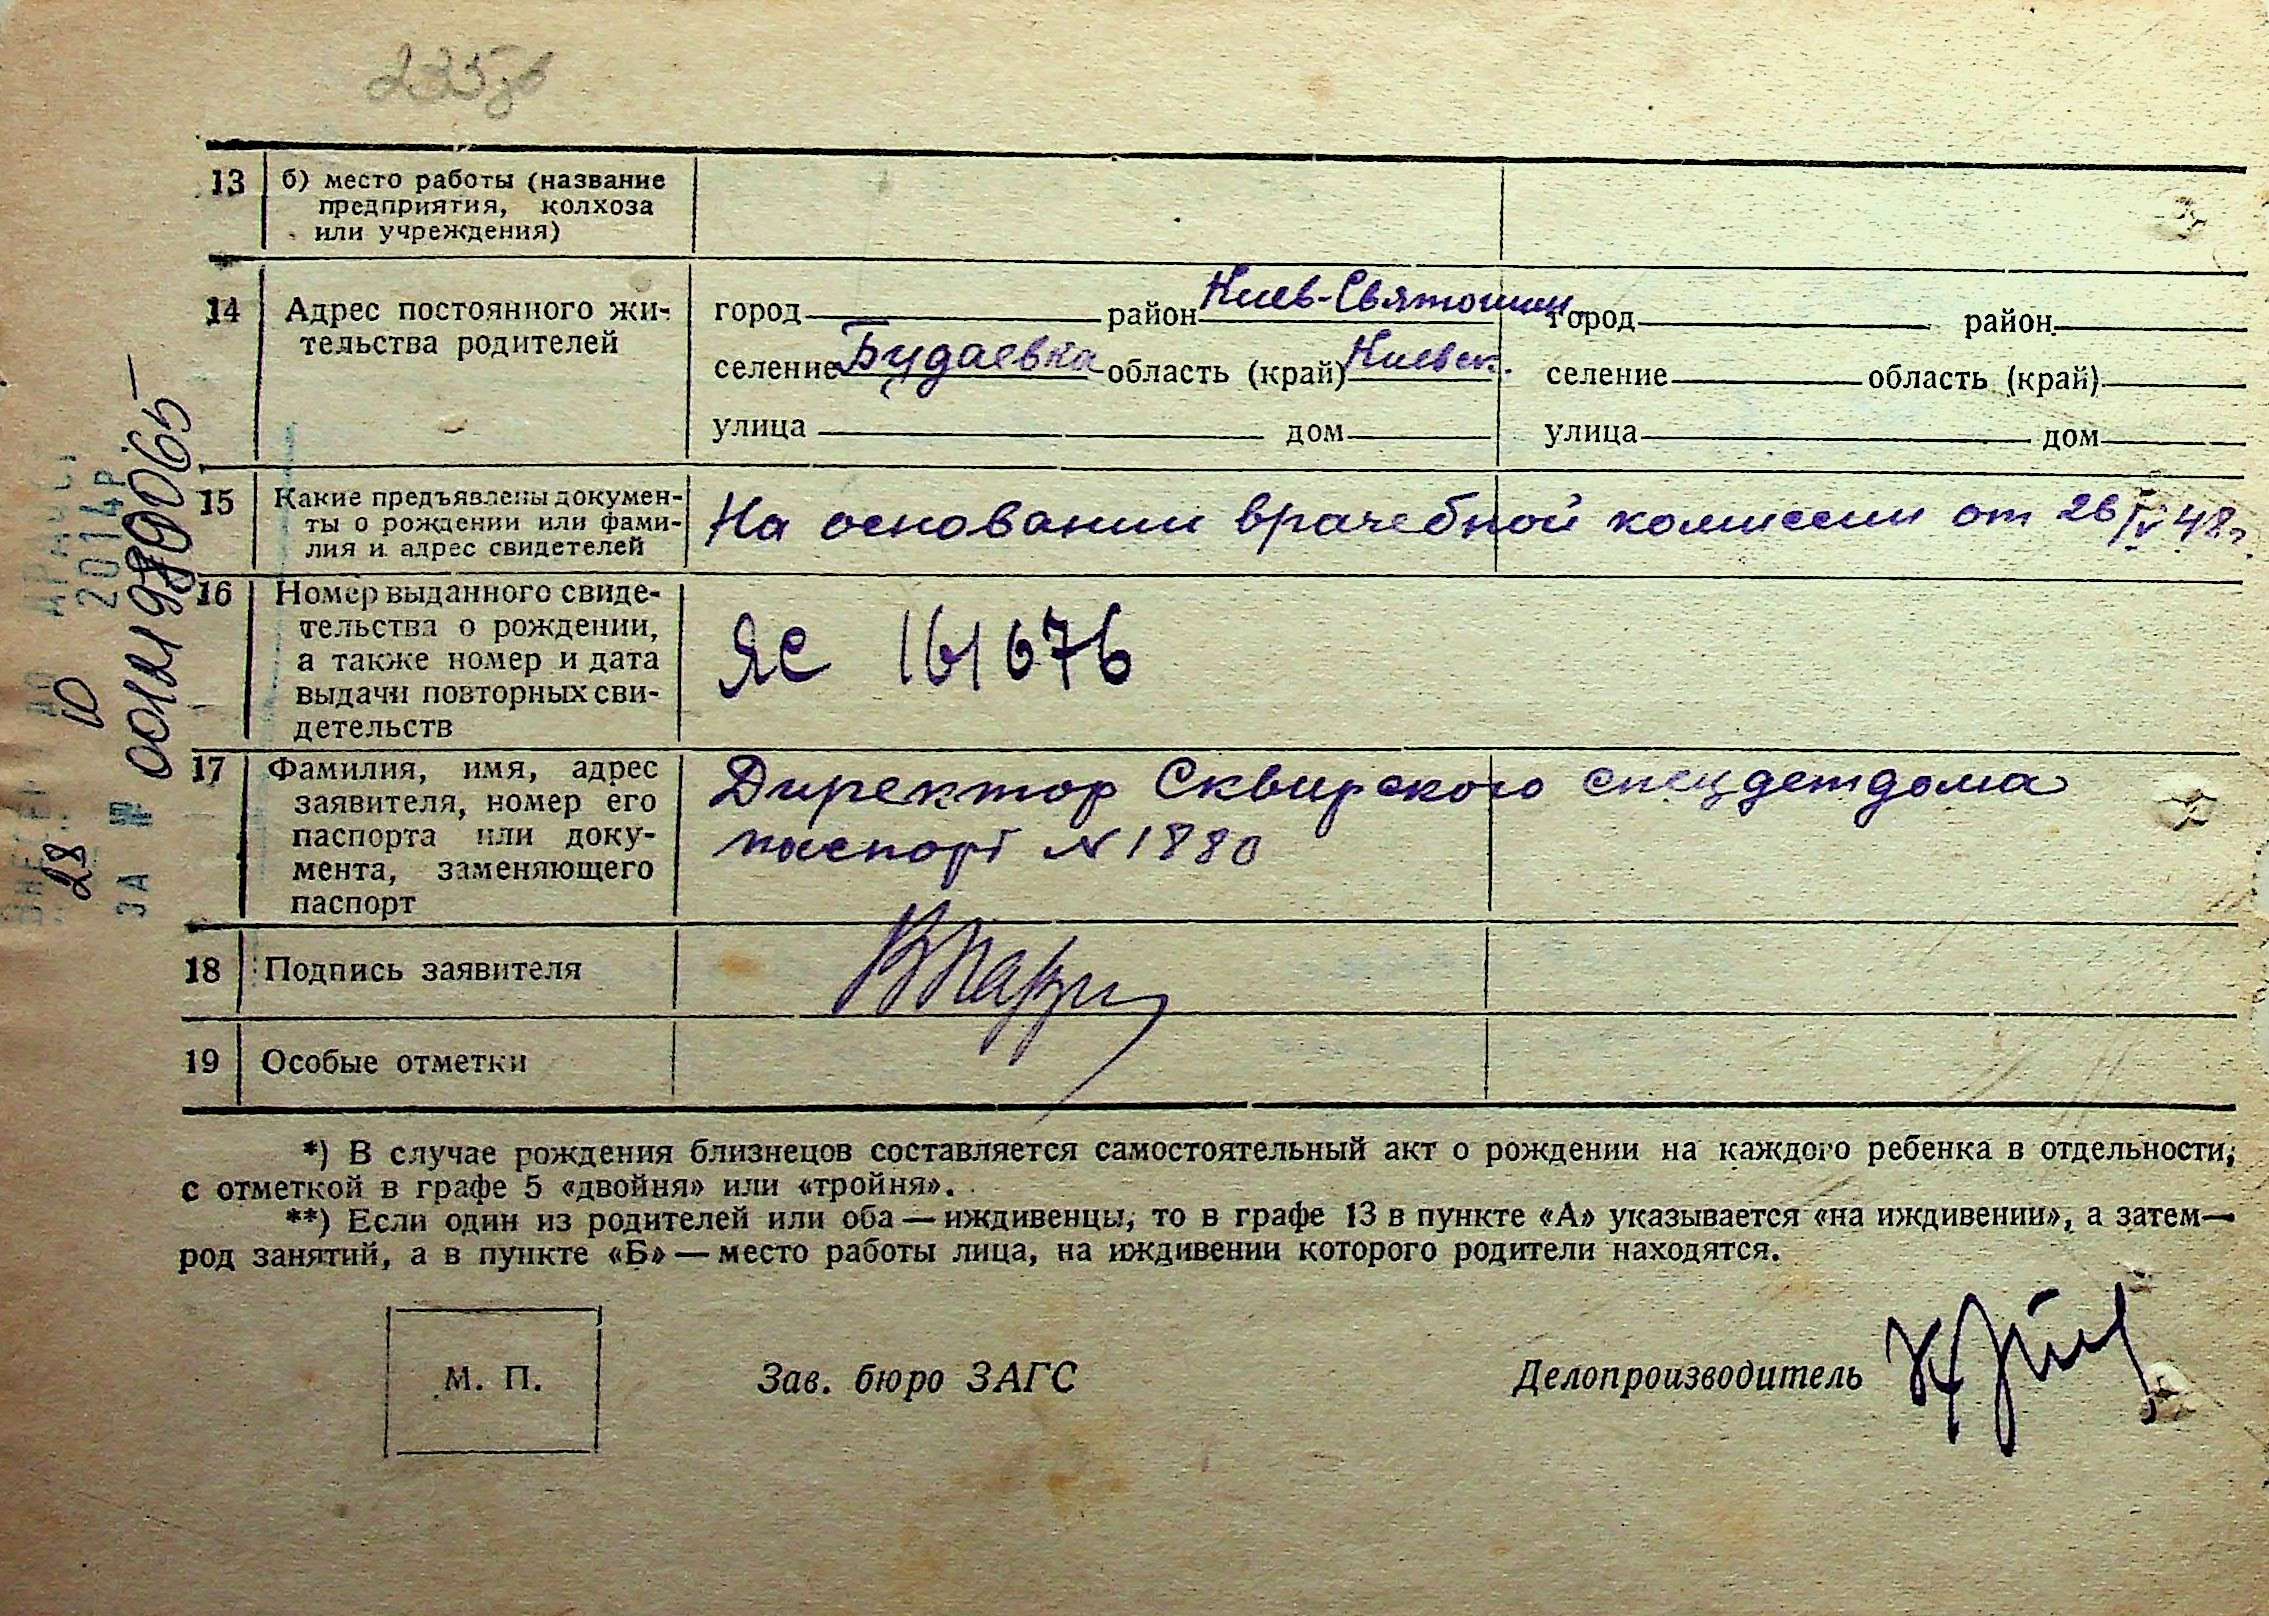 13 б) место работы (название
предприятия, колхоза
или учреждения)
14 Адрес постоянного жи-
тельства родителей
город район Киев-Святошин город район
селение Будаевка область (край) Киевск. селение область (край)
улица дом улица дом
15 Какие предъявлены докумен-
ты о рождении или фами-
лия и адрес свидетелей
На основании врачебной комиссии от 26/IV 48г.
16 Номер выданного свиде-
тельства о рождении,
а также номер и дата
выдачи повторных сви-
детельств
ЯС 161676
17 Фамилия, имя, адрес
заявителя, номер его
паспорта или доку-
мента, заменяющего
паспорт
Директор Сквирского спецдетдома
паспорт N 1880
18 Подпись заявителя
19 Особые отметки
*) В случае рождения близнецов составляется самостоятельный акт о рождении на каждого ребенка в отдельности,
с отметкой в графе 5 «двойня» или «тройня».
**) Если один из родителей или оба — иждивенцы, то в графе 13 в пункте «А» указывается «на иждивении», а затем —
род занятий, а в пункте «Б» — место работы лица, на иждивении которого родители находятся.
М. П. Зав. бюро ЗАГС Делопроизводитель
28 10 2014р.
ЗА №